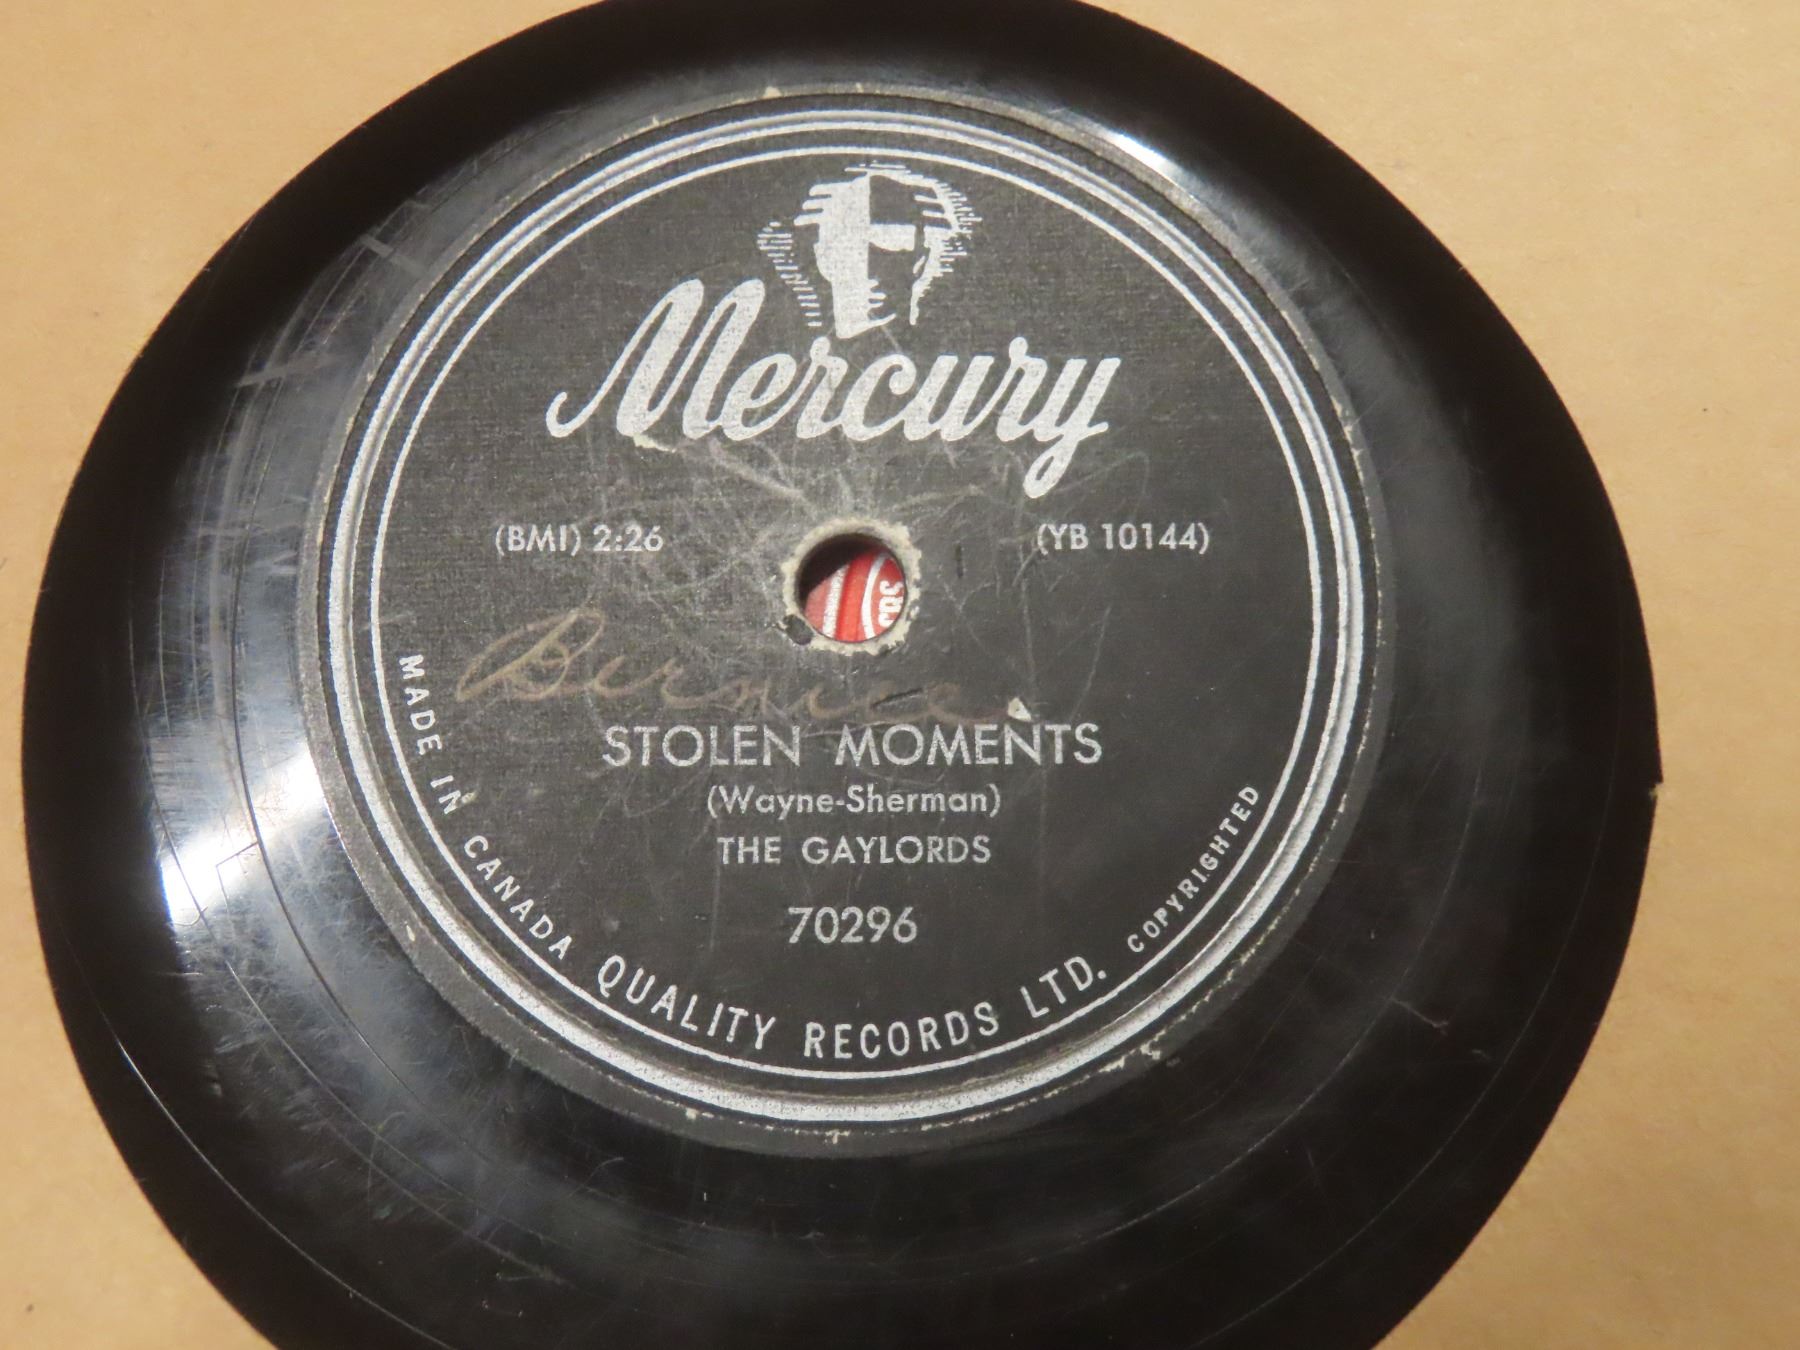 Mercury
(BMI) 2:26
(YB 10144)
Bernice
STOLEN MOMENTS
(Wayne-Sherman)
THE GAYLORDS
70296
MADE IN CANADA QUALITY RECORDS LTD. COPYRIGHTED